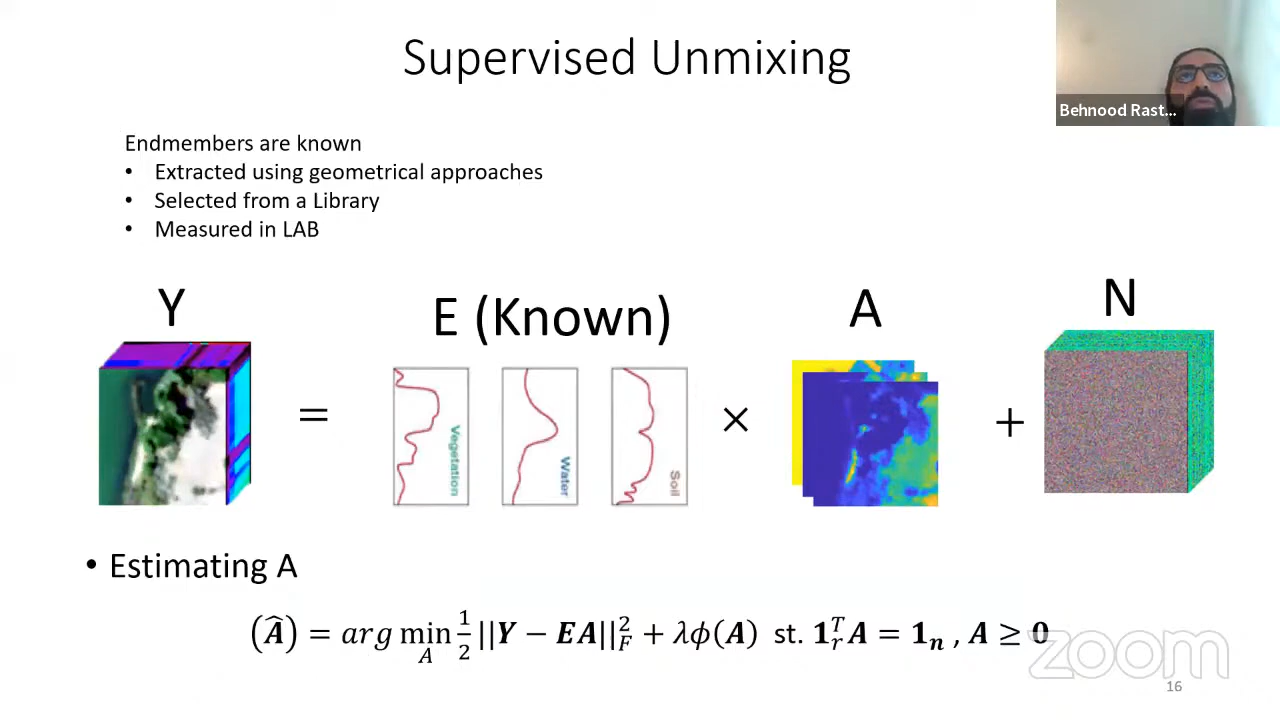 Supervised Unmixing
Behnood Rast...
Endmembers are known
• Extracted using geometrical approaches
• Selected from a Library
• Measured in LAB
Y
E (Known)
A
N
=
Vegetation
Water
Soil
×
+
• Estimating A
(Â) = arg min_A 1/2 ||Y − EA||²_F + λϕ(A) st. 1ᵀ_r A = 1_n , A ≥ 0
zoom
16